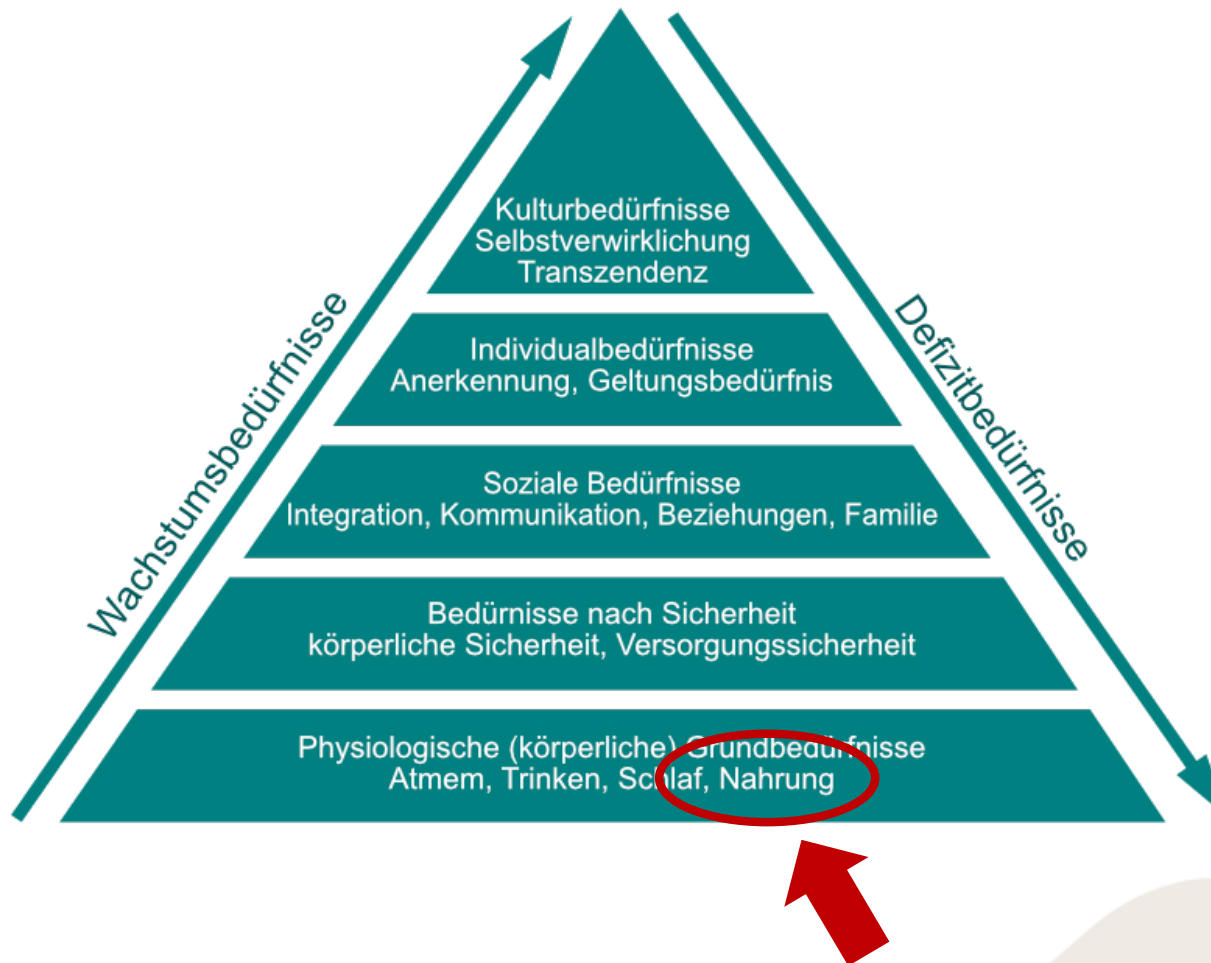 Kulturbedürfnisse
Selbstverwirklichung
Transzendenz
Individualbedürfnisse
Anerkennung, Geltungsbedürfnis
Soziale Bedürfnisse
Integration, Kommunikation, Beziehungen, Familie
Bedürnisse nach Sicherheit
körperliche Sicherheit, Versorgungssicherheit
Physiologische (körperliche) Grundbedürfnisse
Atmem, Trinken, Schlaf, Nahrung
Wachstumsbedürfnisse
Defizitbedürfnisse